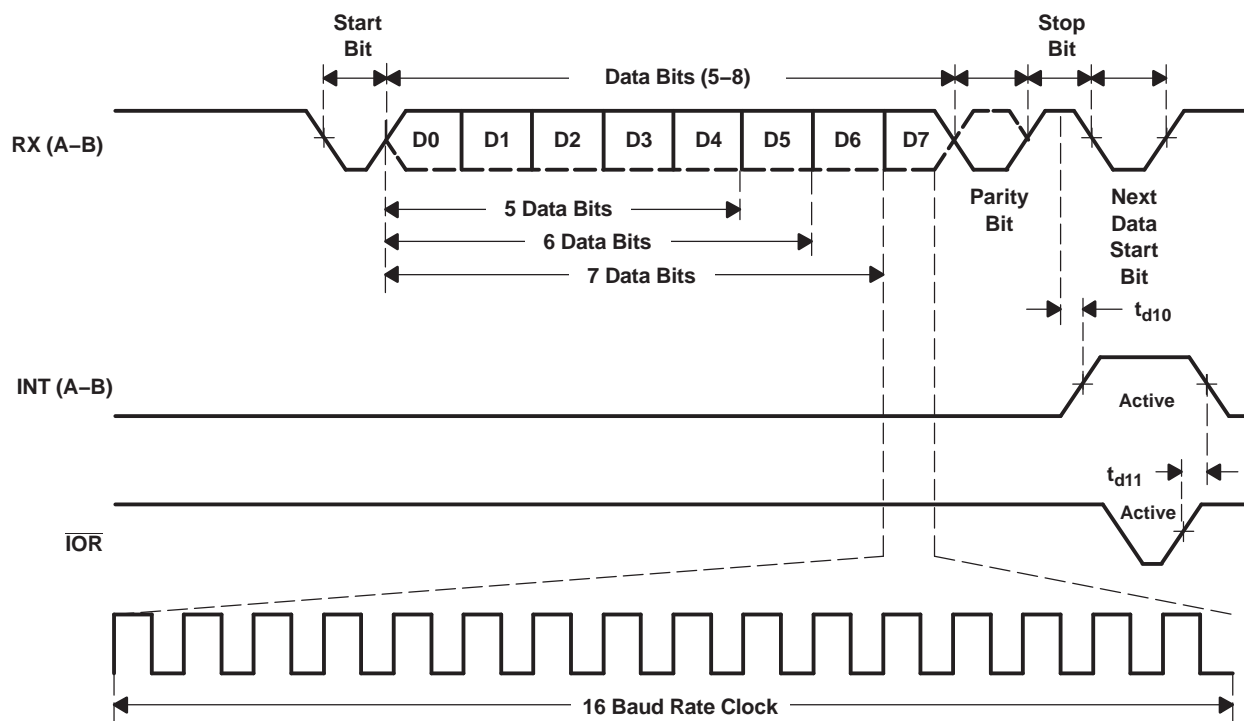 Start
Bit
Stop
Bit
Data Bits (5–8)
RX (A–B)
D0 D1 D2 D3 D4 D5 D6 D7
5 Data Bits
6 Data Bits
7 Data Bits
Parity
Bit
Next
Data
Start
Bit
td10
INT (A–B)
Active
td11
Active
IOR
16 Baud Rate Clock